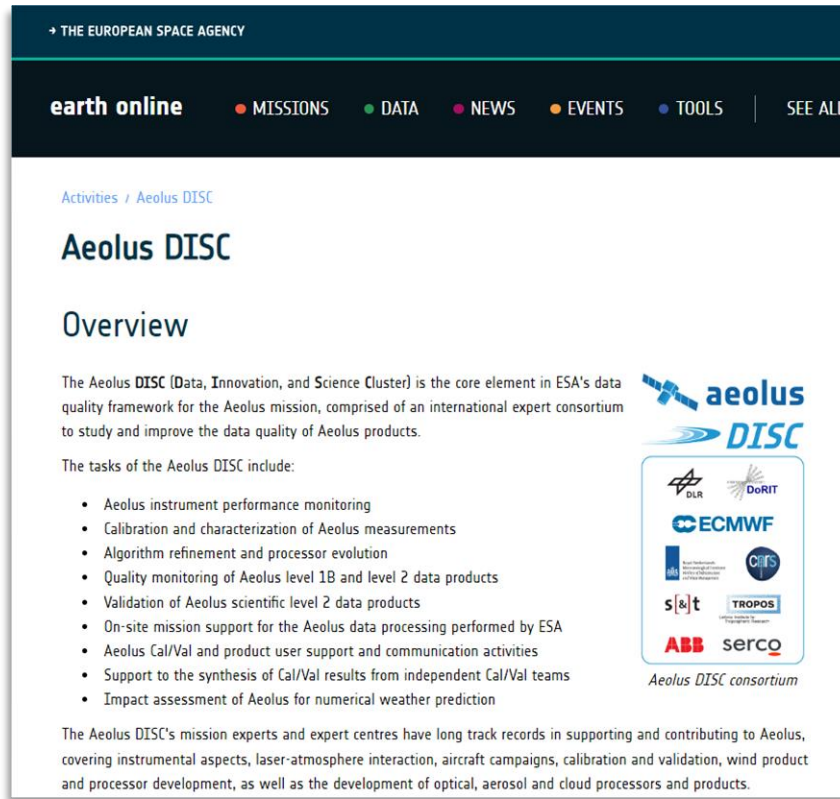 → THE EUROPEAN SPACE AGENCY
earth online
MISSIONS
DATA
NEWS
EVENTS
TOOLS
SEE ALL
Activities / Aeolus DISC
Aeolus DISC
Overview
The Aeolus DISC (Data, Innovation, and Science Cluster) is the core element in ESA's data
quality framework for the Aeolus mission, comprised of an international expert consortium
to study and improve the data quality of Aeolus products.
The tasks of the Aeolus DISC include:
• Aeolus instrument performance monitoring
• Calibration and characterization of Aeolus measurements
• Algorithm refinement and processor evolution
• Quality monitoring of Aeolus level 1B and level 2 data products
• Validation of Aeolus scientific level 2 data products
• On-site mission support for the Aeolus data processing performed by ESA
• Aeolus Cal/Val and product user support and communication activities
• Support to the synthesis of Cal/Val results from independent Cal/Val teams
• Impact assessment of Aeolus for numerical weather prediction
aeolus
DISC
DLR
DoRIT
ECMWF
cnrs
s[&]t
TROPOS
ABB
serco
Aeolus DISC consortium
The Aeolus DISC's mission experts and expert centres have long track records in supporting and contributing to Aeolus,
covering instrumental aspects, laser-atmosphere interaction, aircraft campaigns, calibration and validation, wind product
and processor development, as well as the development of optical, aerosol and cloud processors and products.